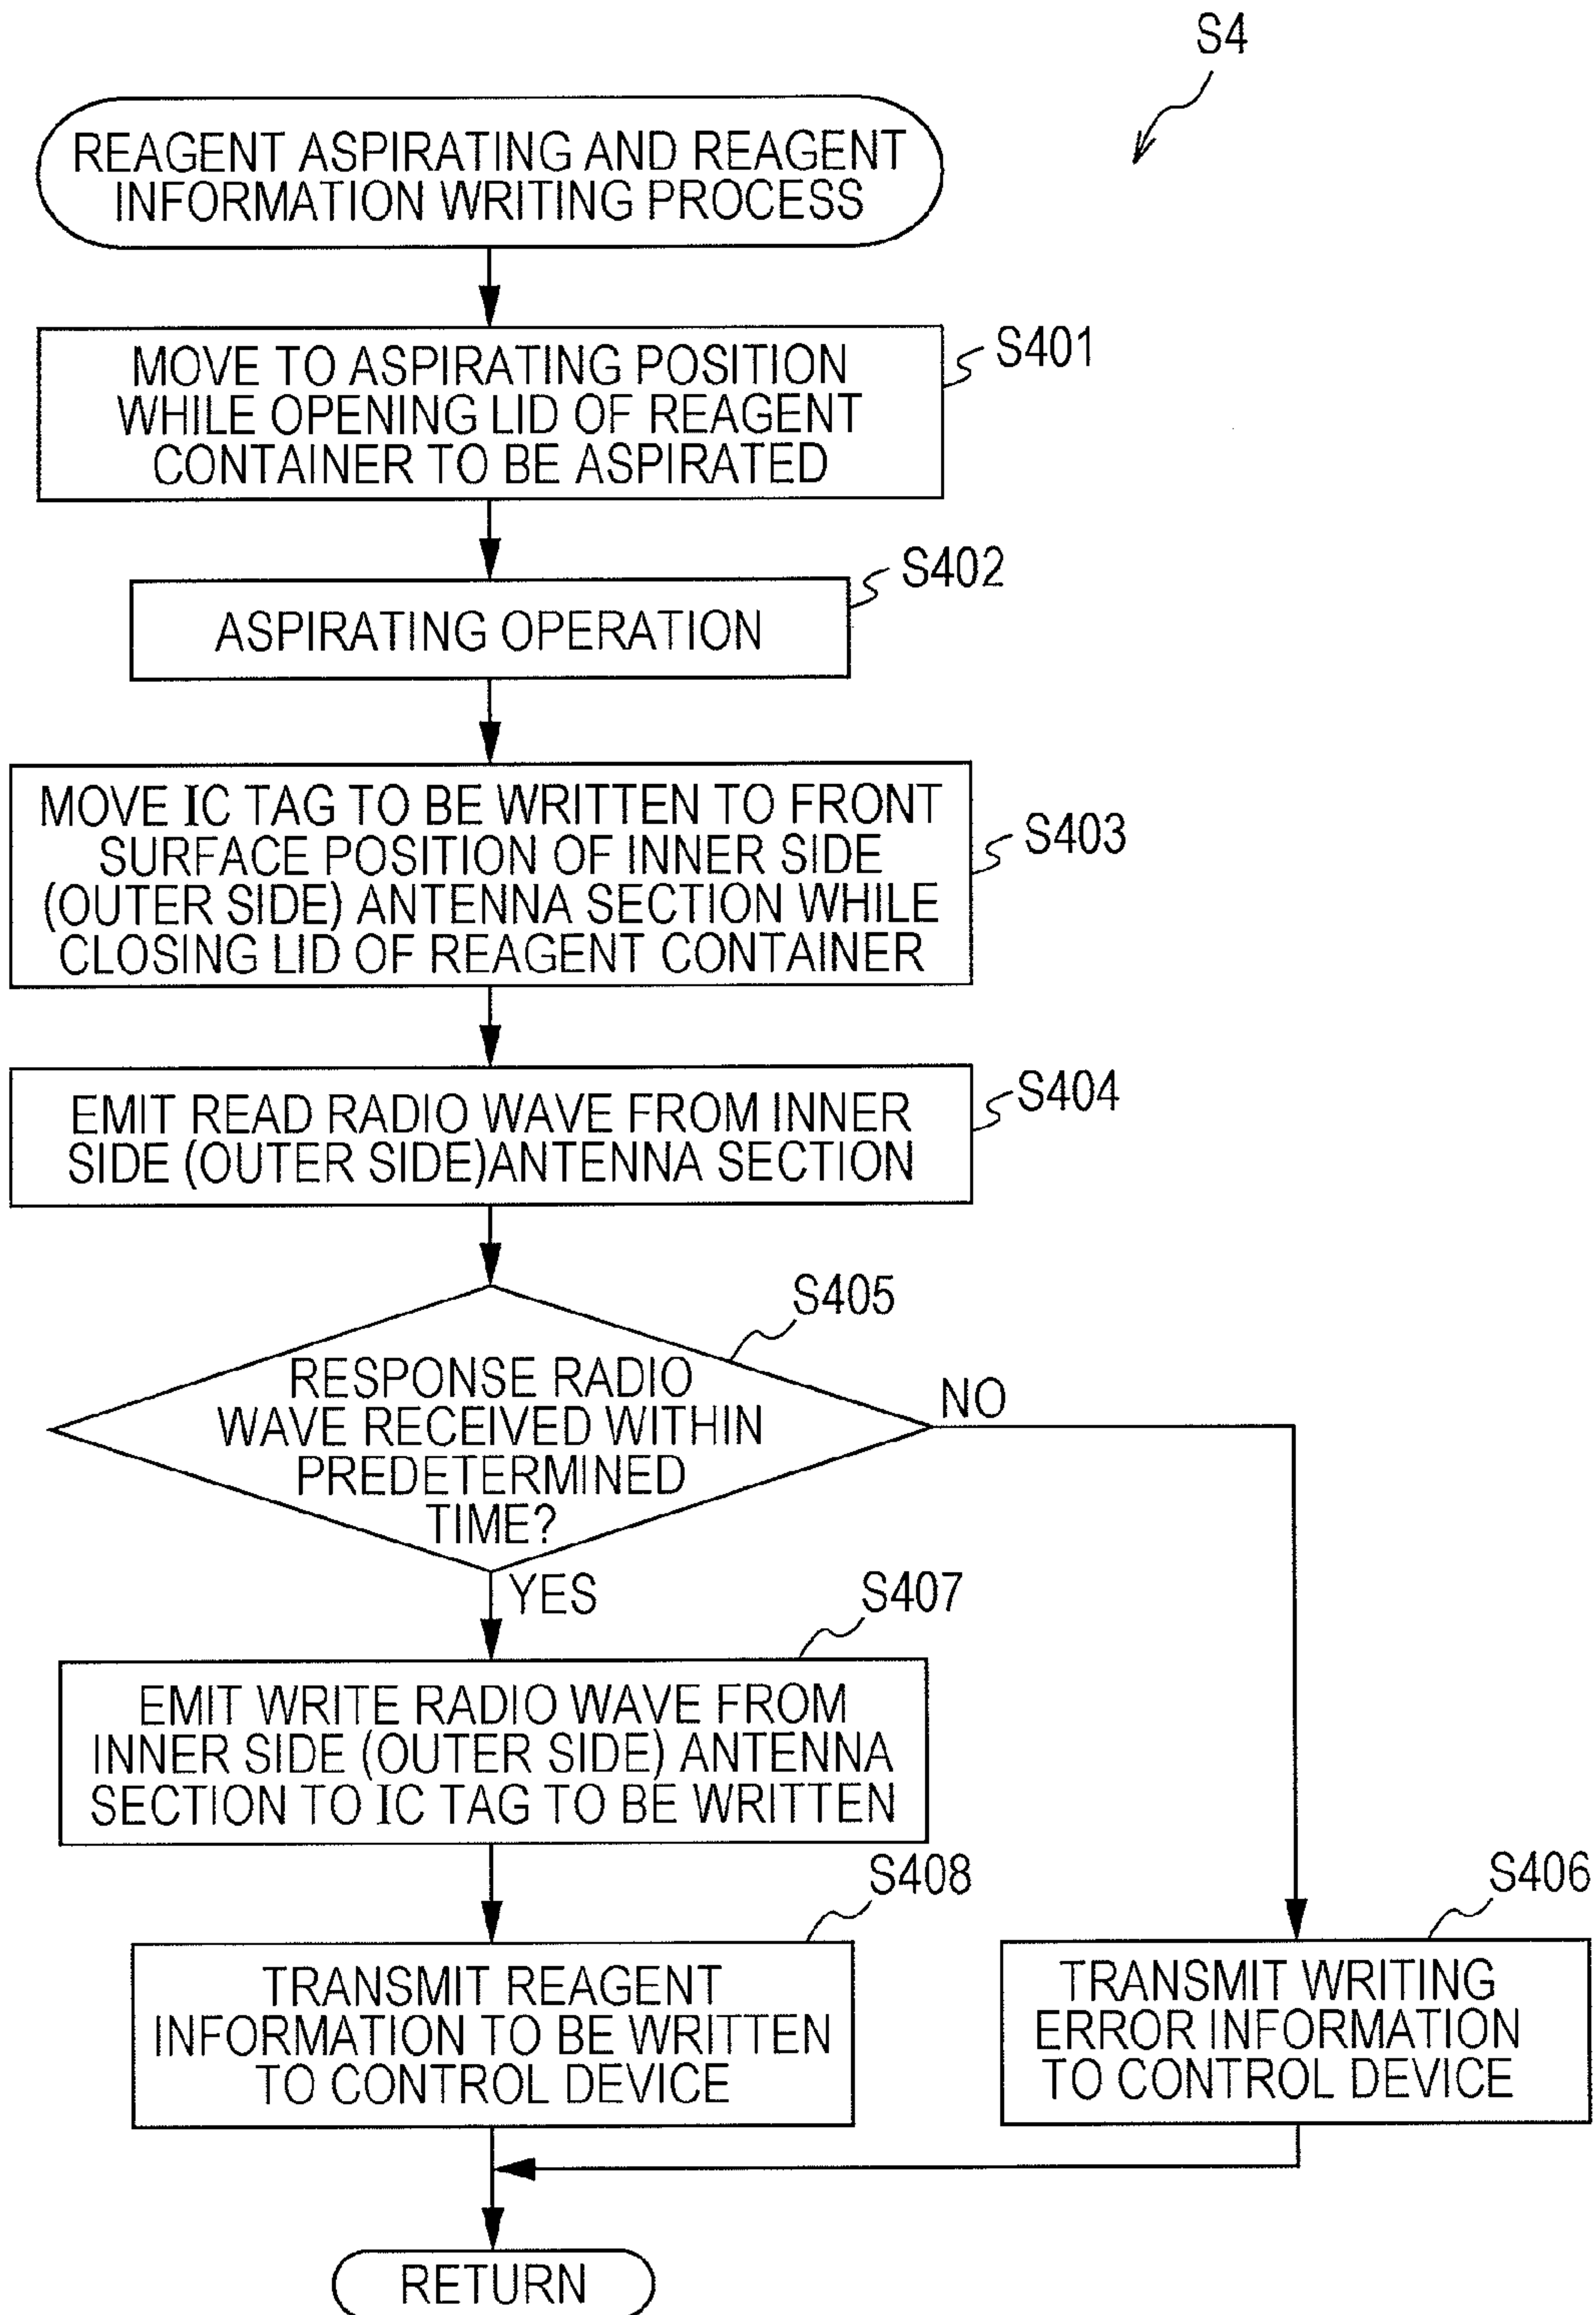 S4
REAGENT ASPIRATING AND REAGENT
INFORMATION WRITING PROCESS
S401
MOVE TO ASPIRATING POSITION
WHILE OPENING LID OF REAGENT
CONTAINER TO BE ASPIRATED
S402
ASPIRATING OPERATION
S403
MOVE IC TAG TO BE WRITTEN TO FRONT
SURFACE POSITION OF INNER SIDE
(OUTER SIDE) ANTENNA SECTION WHILE
CLOSING LID OF REAGENT CONTAINER
S404
EMIT READ RADIO WAVE FROM INNER
SIDE (OUTER SIDE)ANTENNA SECTION
S405
RESPONSE RADIO
WAVE RECEIVED WITHIN
PREDETERMINED
TIME?
NO
YES
S407
EMIT WRITE RADIO WAVE FROM
INNER SIDE (OUTER SIDE) ANTENNA
SECTION TO IC TAG TO BE WRITTEN
S408
TRANSMIT REAGENT
INFORMATION TO BE WRITTEN
TO CONTROL DEVICE
S406
TRANSMIT WRITING
ERROR INFORMATION
TO CONTROL DEVICE
RETURN